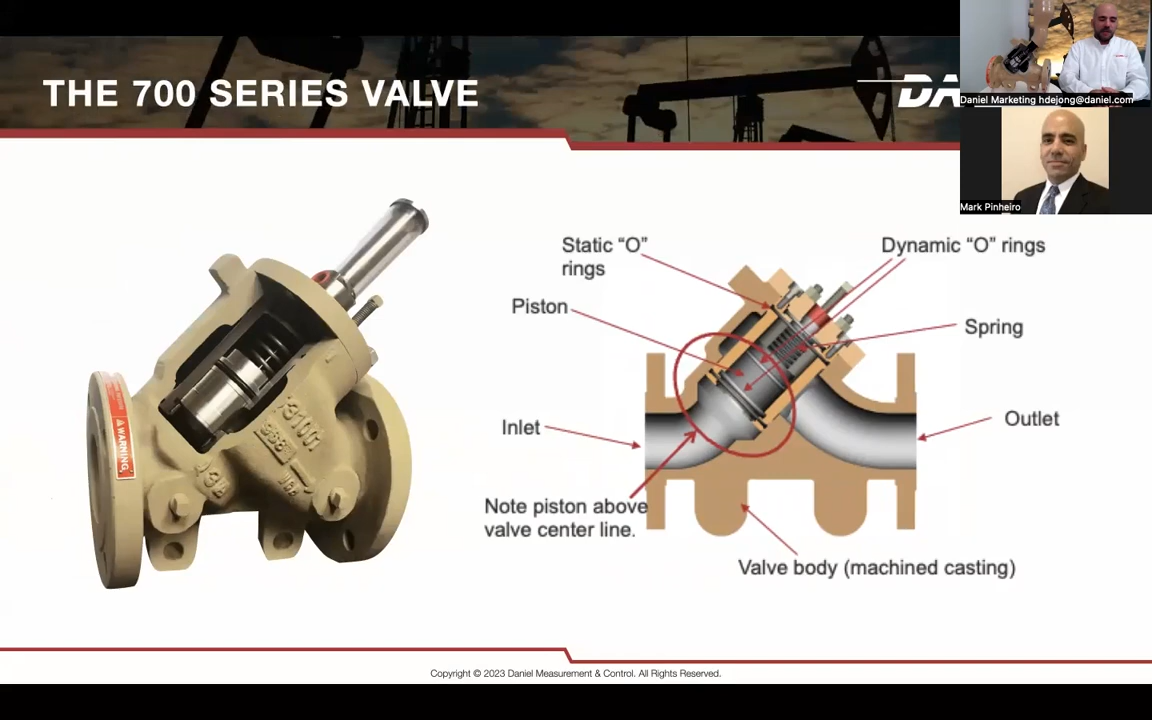 THE 700 SERIES VALVE
DA
Daniel Marketing hdejong@daniel.com
Mark Pinheiro
Static “O”
rings
Dynamic “O” rings
Piston
Spring
Inlet
Outlet
Note piston above
valve center line.
Valve body (machined casting)
WARNING
Copyright © 2023 Daniel Measurement & Control. All Rights Reserved.